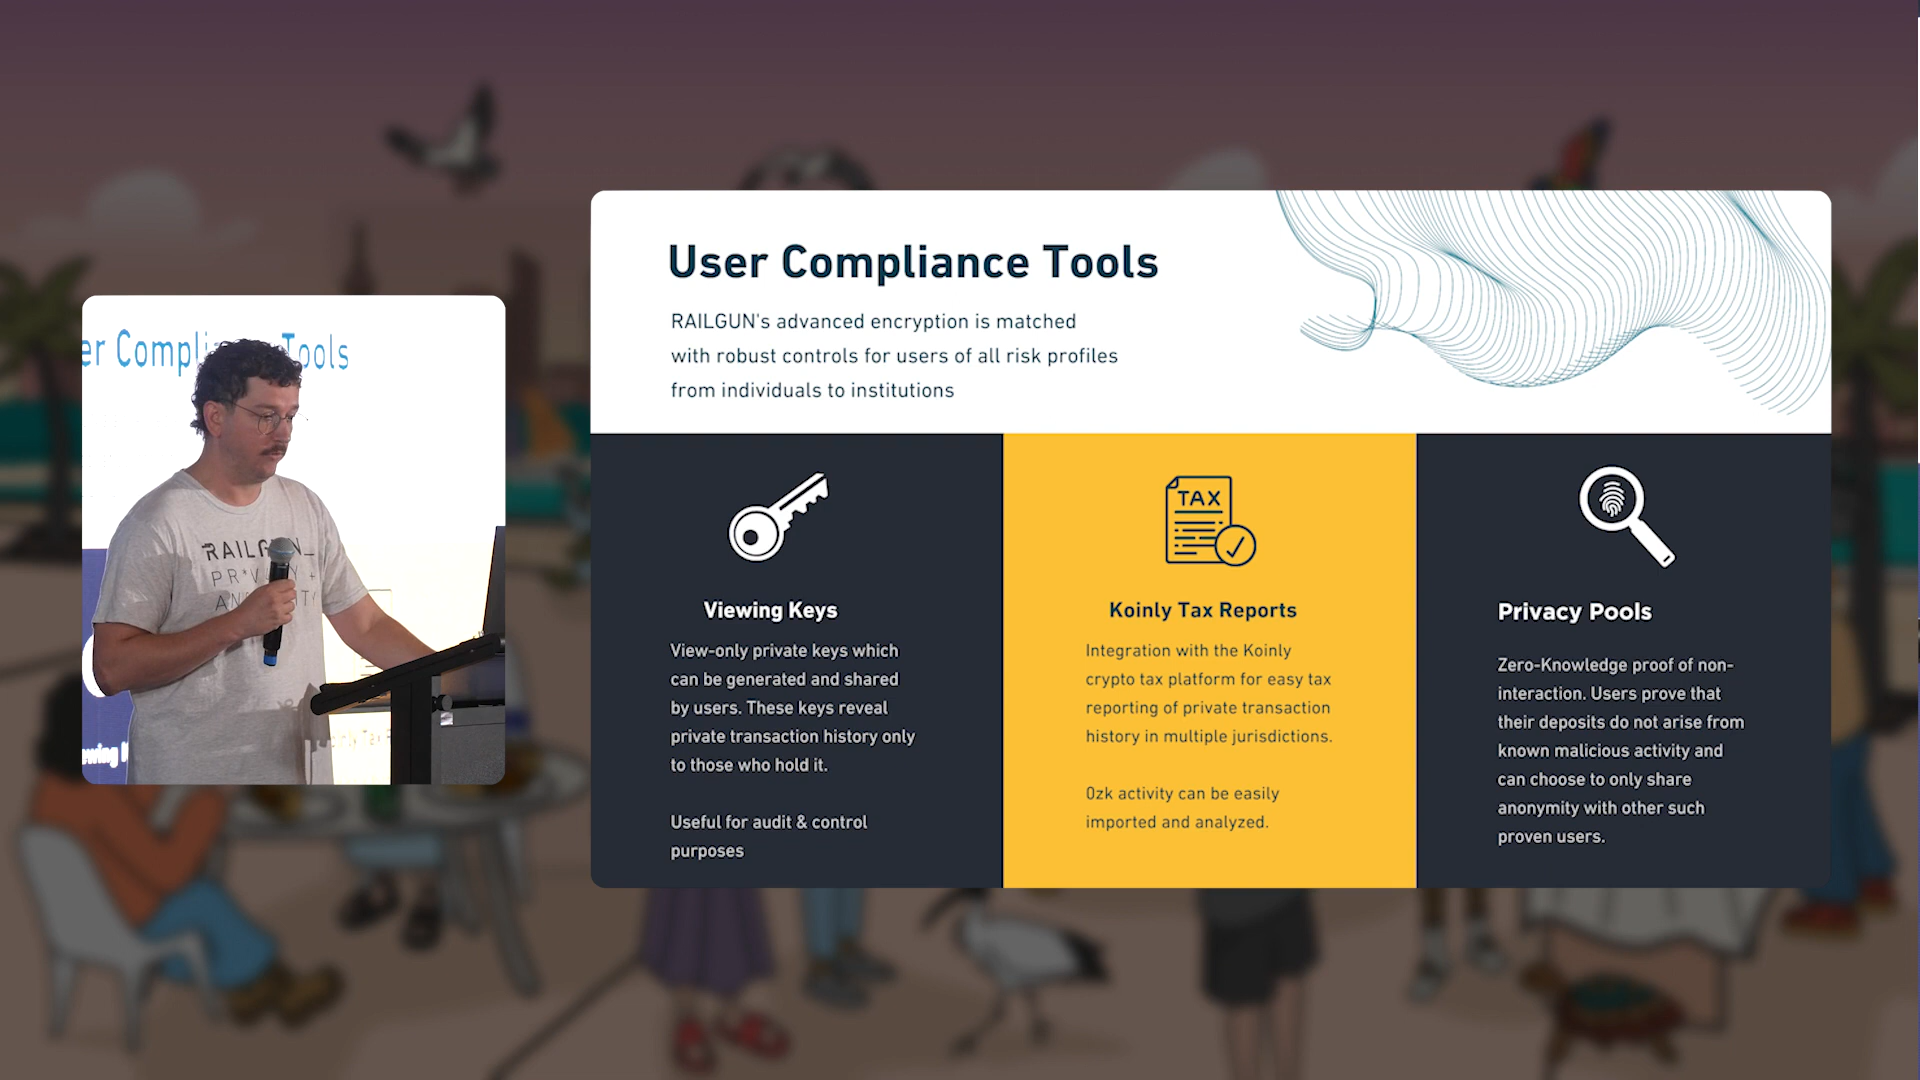 er Compli Tools
RAILGUN_
PR*V Y +
AN ITY
User Compliance Tools
RAILGUN's advanced encryption is matched
with robust controls for users of all risk profiles
from individuals to institutions
TAX
Viewing Keys
View-only private keys which
can be generated and shared
by users. These keys reveal
private transaction history only
to those who hold it.
Useful for audit & control
purposes
Koinly Tax Reports
Integration with the Koinly
crypto tax platform for easy tax
reporting of private transaction
history in multiple jurisdictions.
0zk activity can be easily
imported and analyzed.
Privacy Pools
Zero-Knowledge proof of non-
interaction. Users prove that
their deposits do not arise from
known malicious activity and
can choose to only share
anonymity with other such
proven users.